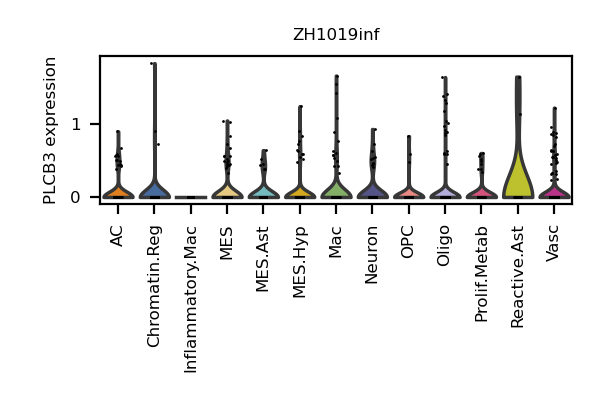 ZH1019inf
PLCB3 expression
1
0
AC
Chromatin.Reg
Inflammatory.Mac
MES
MES.Ast
MES.Hyp
Mac
Neuron
OPC
Oligo
Prolif.Metab
Reactive.Ast
Vasc